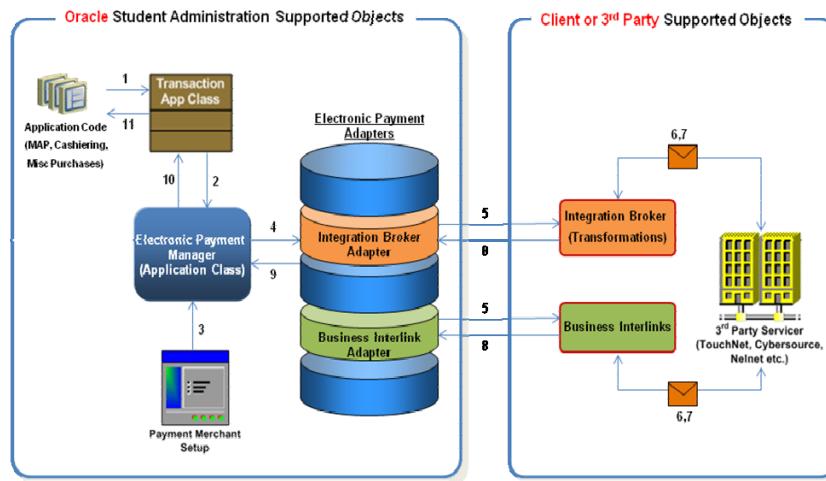 Oracle Student Administration Supported Objects
Client or 3rd Party Supported Objects
1
Transaction
App Class
11
Application Code
(MAP, Cashiering,
Misc Purchases)
Electronic Payment
Adapters
10
2
6,7
Electronic Payment
Manager
(Application Class)
4
9
Integration Broker
Adapter
5
8
Integration Broker
(Transformations)
3
Business Interlink
Adapter
5
8
Business Interlinks
3rd Party Servicer
(TouchNet, Cybersource,
Nelnet etc.)
6,7
Payment Merchant
Setup